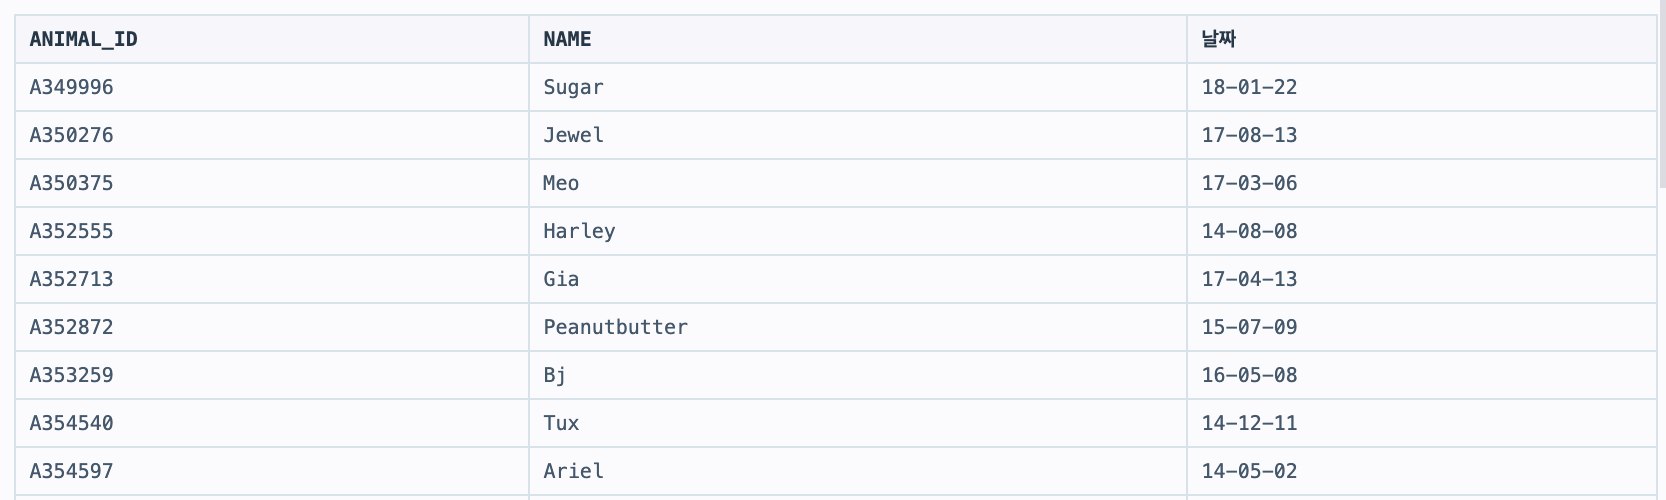 ANIMAL_ID NAME 날짜
A349996 Sugar 18-01-22
A350276 Jewel 17-08-13
A350375 Meo 17-03-06
A352555 Harley 14-08-08
A352713 Gia 17-04-13
A352872 Peanutbutter 15-07-09
A353259 Bj 16-05-08
A354540 Tux 14-12-11
A354597 Ariel 14-05-02